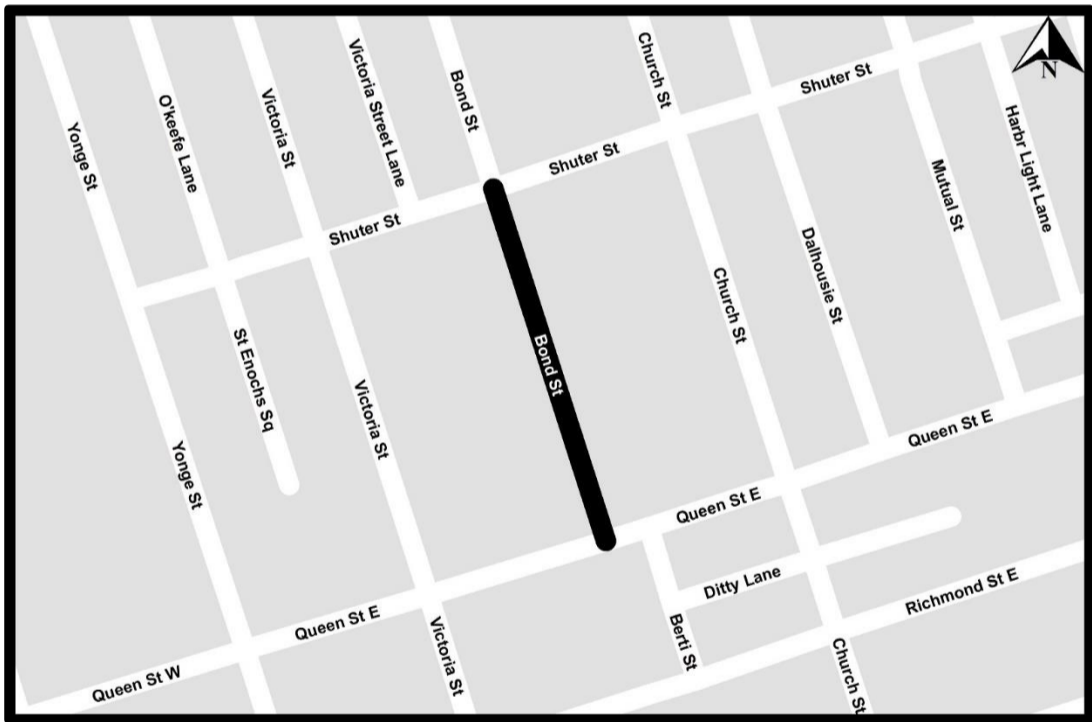 Yonge St
O'keefe Lane
Victoria St
Victoria Street Lane
Bond St
Church St
Shuter St
N
Harbr Light Lane
Shuter St
Mutual St
Shuter St
Dalhousie St
Church St
St Enochs Sq
Bond St
Victoria St
Yonge St
Queen St E
Queen St E
Ditty Lane
Richmond St E
Queen St E
Victoria St
Berti St
Church St
Queen St W